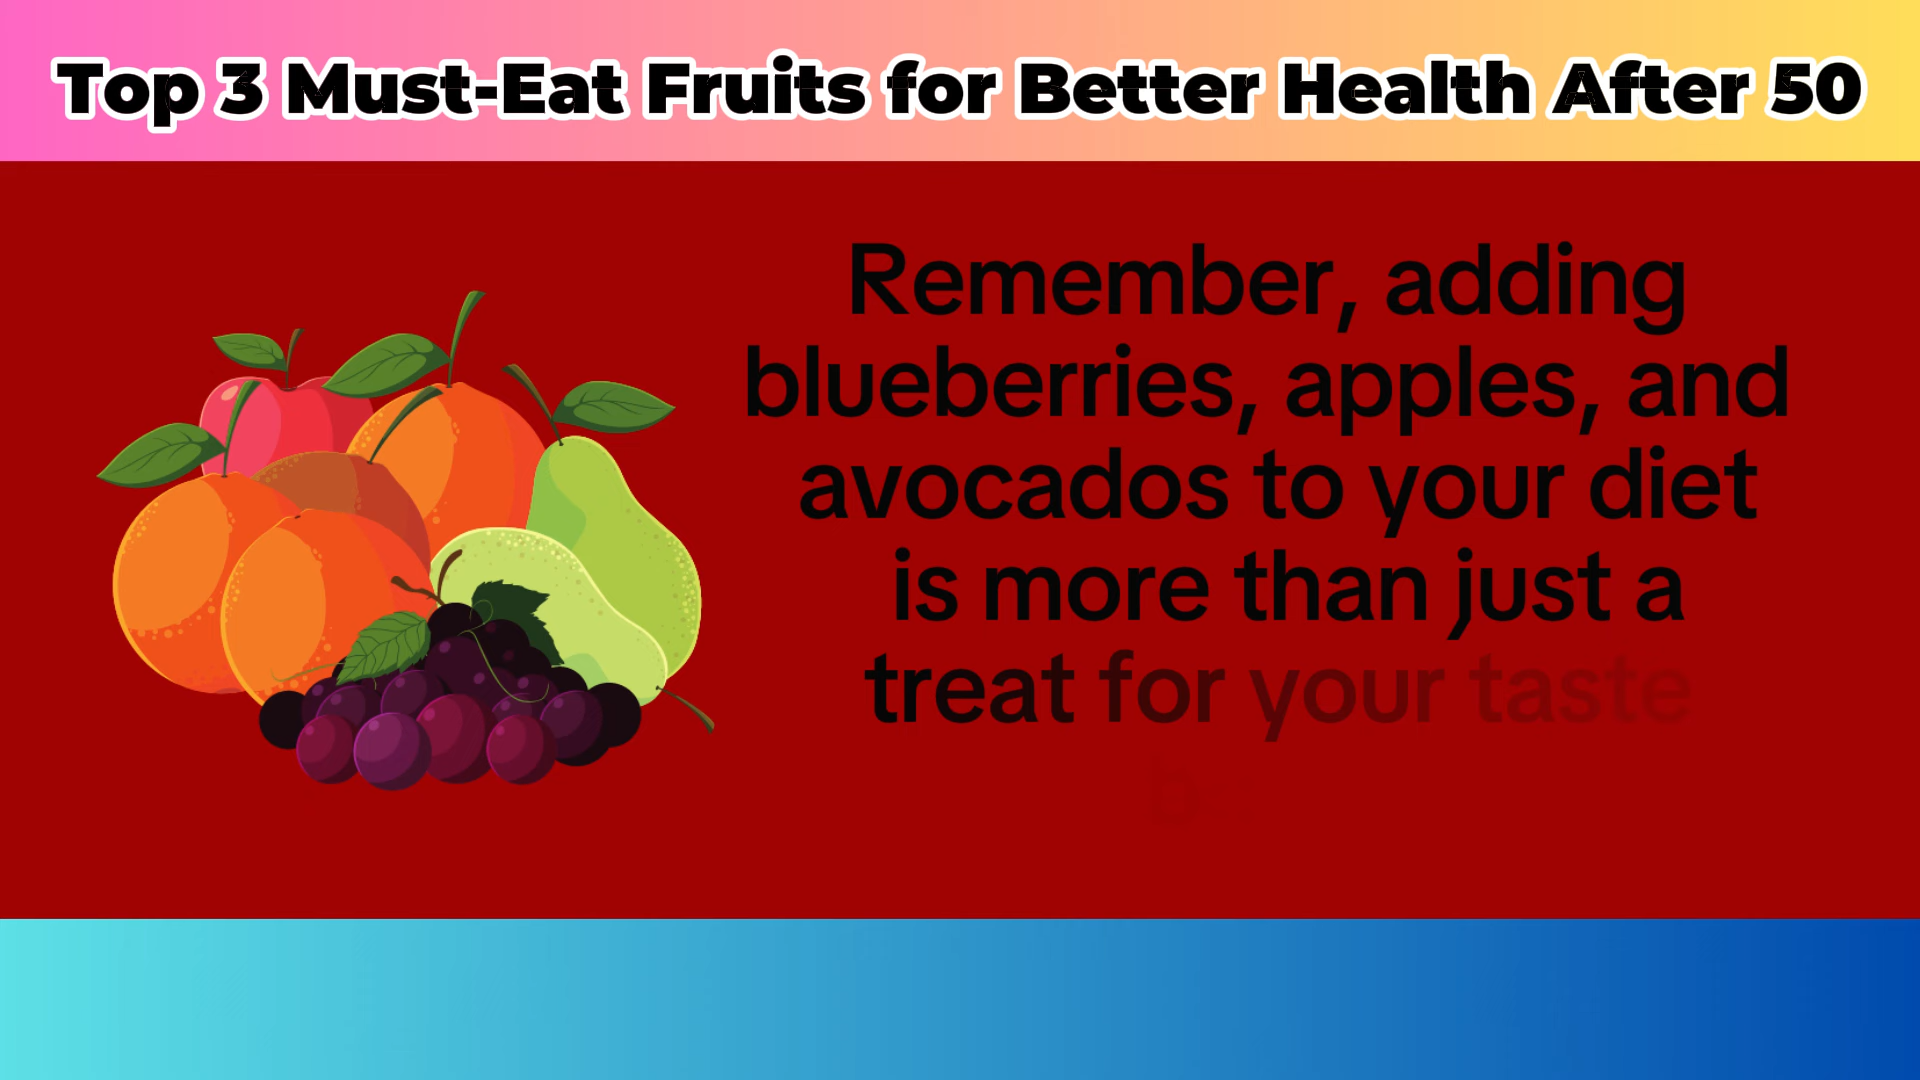 Top 3 Must-Eat Fruits for Better Health After 50
Remember, adding
blueberries, apples, and
avocados to your diet
is more than just a
treat for your taste